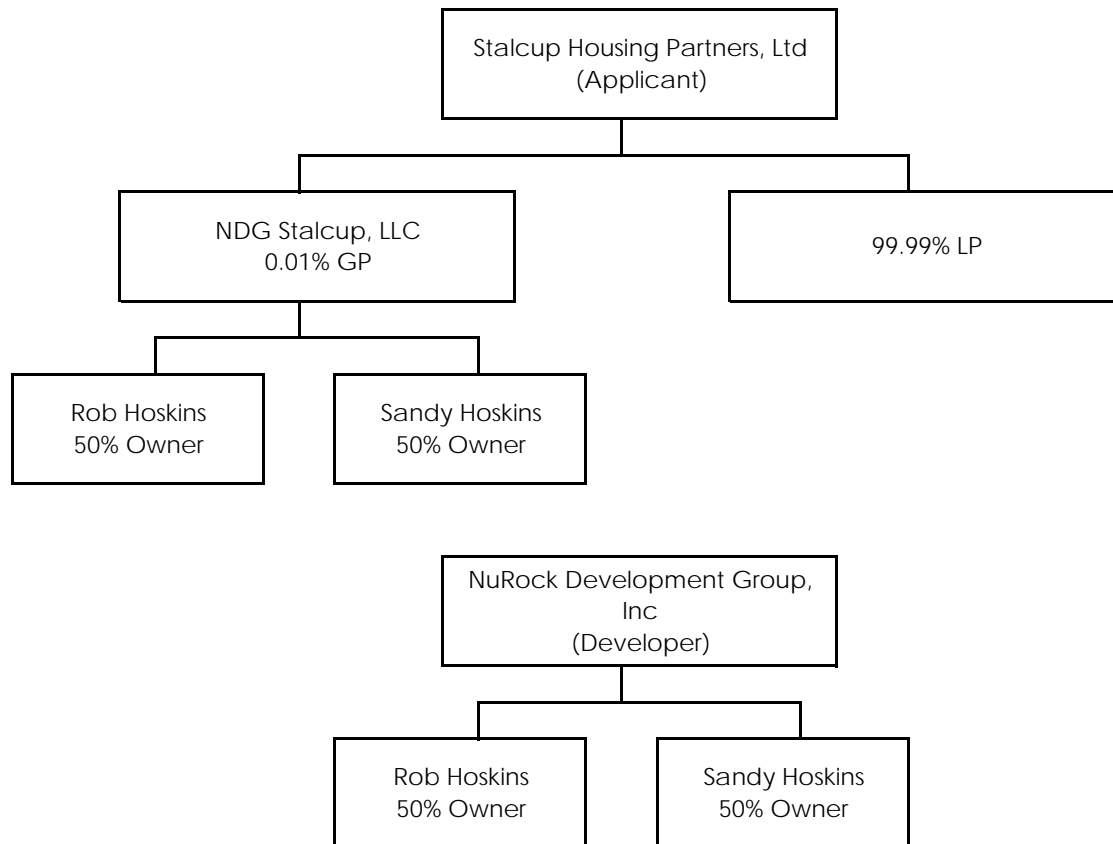 Stalcup Housing Partners, Ltd
(Applicant)
NDG Stalcup, LLC
0.01% GP
99.99% LP
Rob Hoskins
50% Owner
Sandy Hoskins
50% Owner
NuRock Development Group,
Inc
(Developer)
Rob Hoskins
50% Owner
Sandy Hoskins
50% Owner